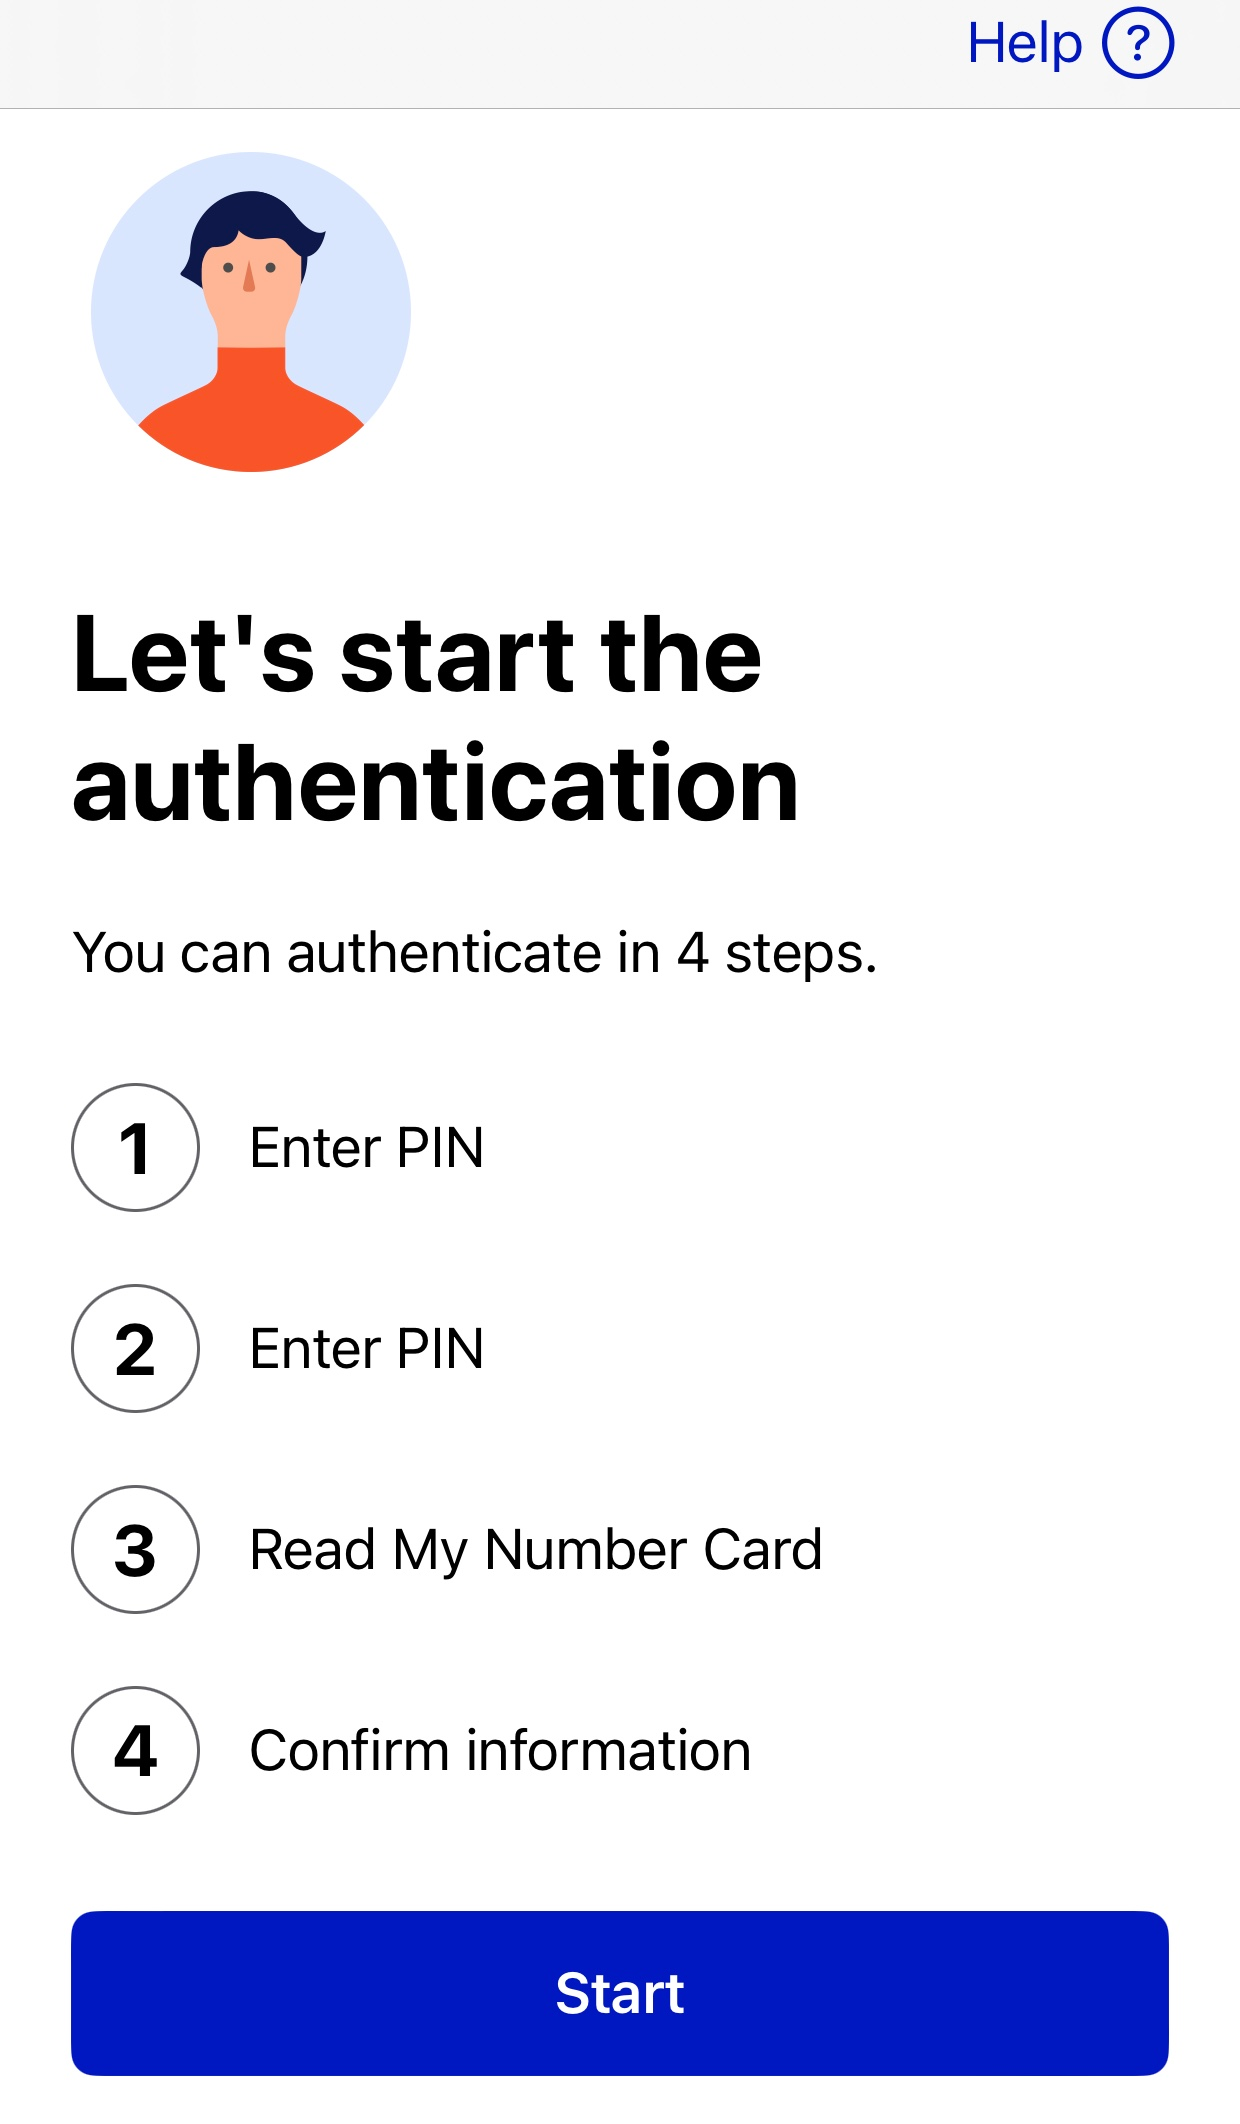 Help ?
Let's start the
authentication
You can authenticate in 4 steps.
1 Enter PIN
2 Enter PIN
3 Read My Number Card
4 Confirm information
Start